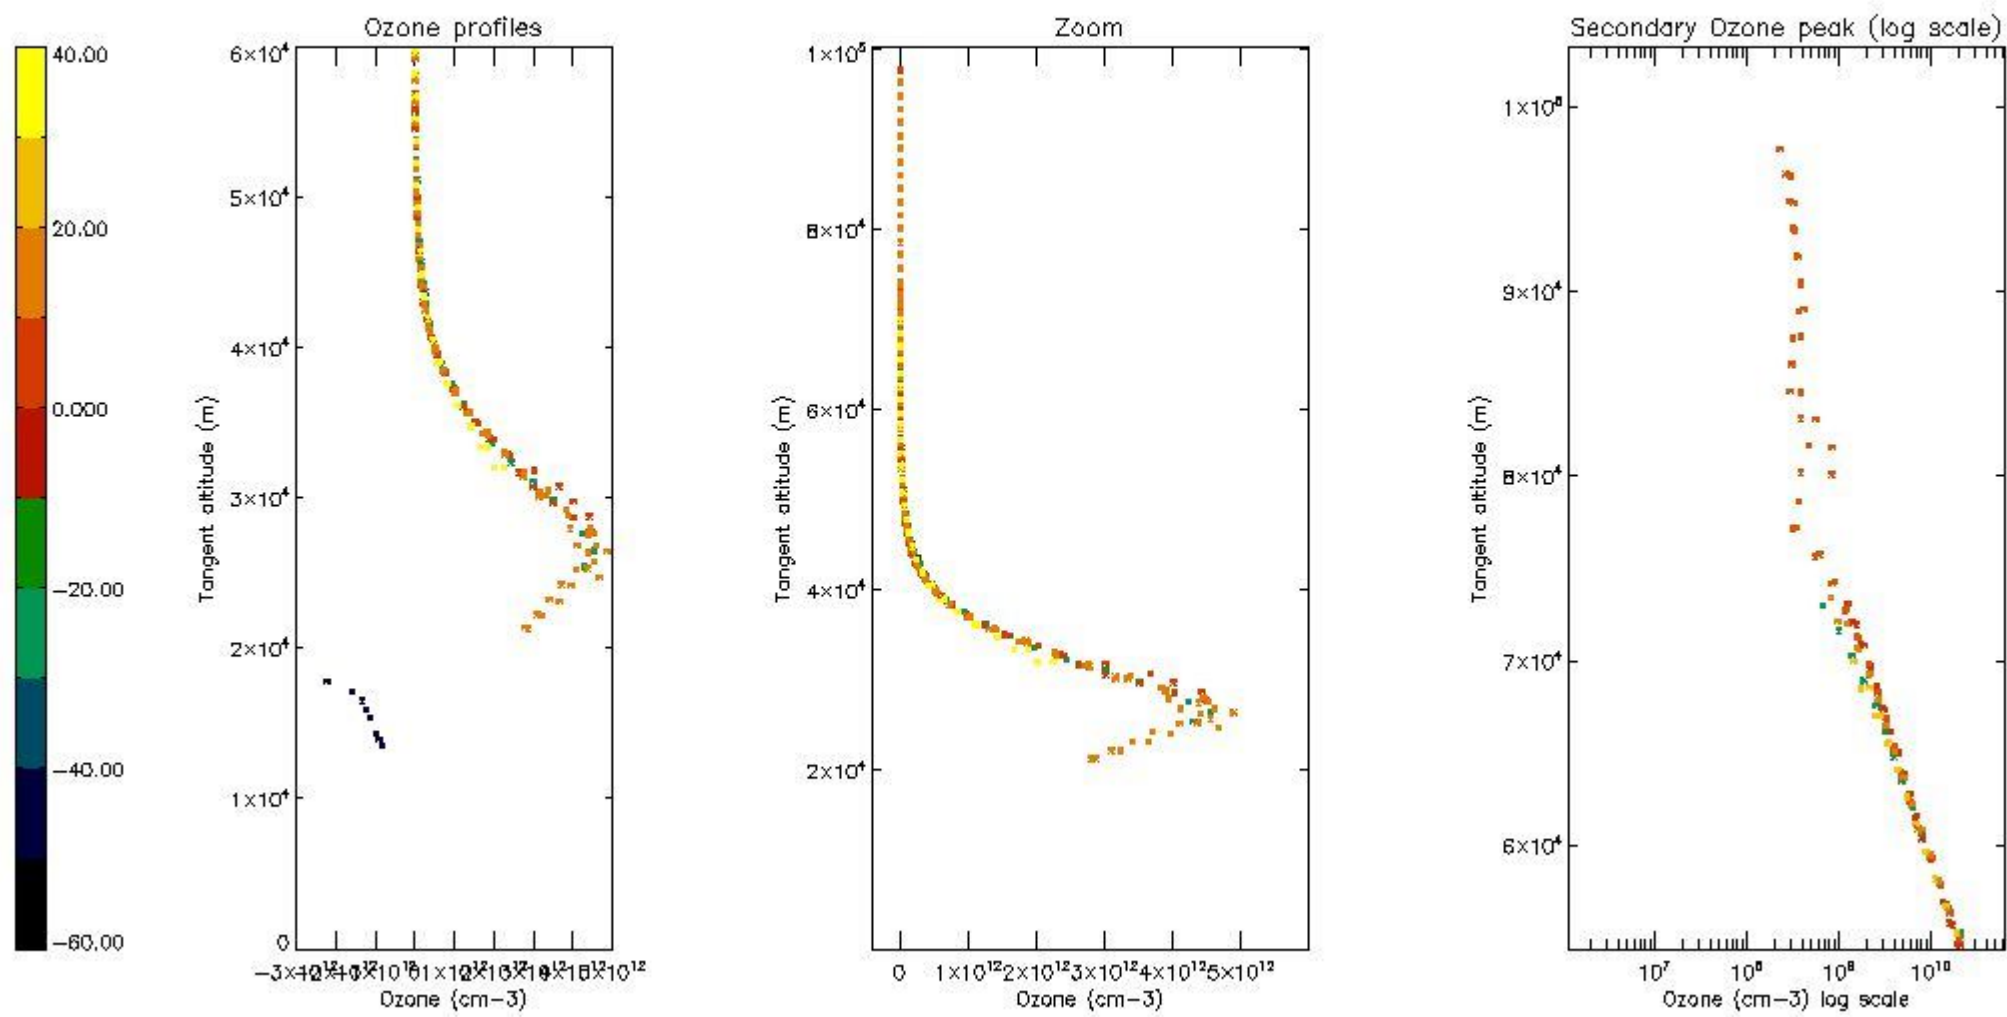 Ozone profiles
Zoom
Secondary Ozone peak (log scale)
40.00
20.00
0.000
−20.00
−40.00
−60.00
6×10⁴
5×10⁴
4×10⁴
3×10⁴
2×10⁴
1×10⁴
0
Tangent altitude (m)
Ozone (cm−3)
1×10⁵
8×10⁴
6×10⁴
4×10⁴
2×10⁴
Tangent altitude (m)
0 1×10¹² 2×10¹² 3×10¹² 4×10¹² 5×10¹²
Ozone (cm−3)
9×10⁴
8×10⁴
7×10⁴
6×10⁴
Tangent altitude (m)
10⁷ 10⁸ 10⁹ 10¹⁰
Ozone (cm−3) log scale